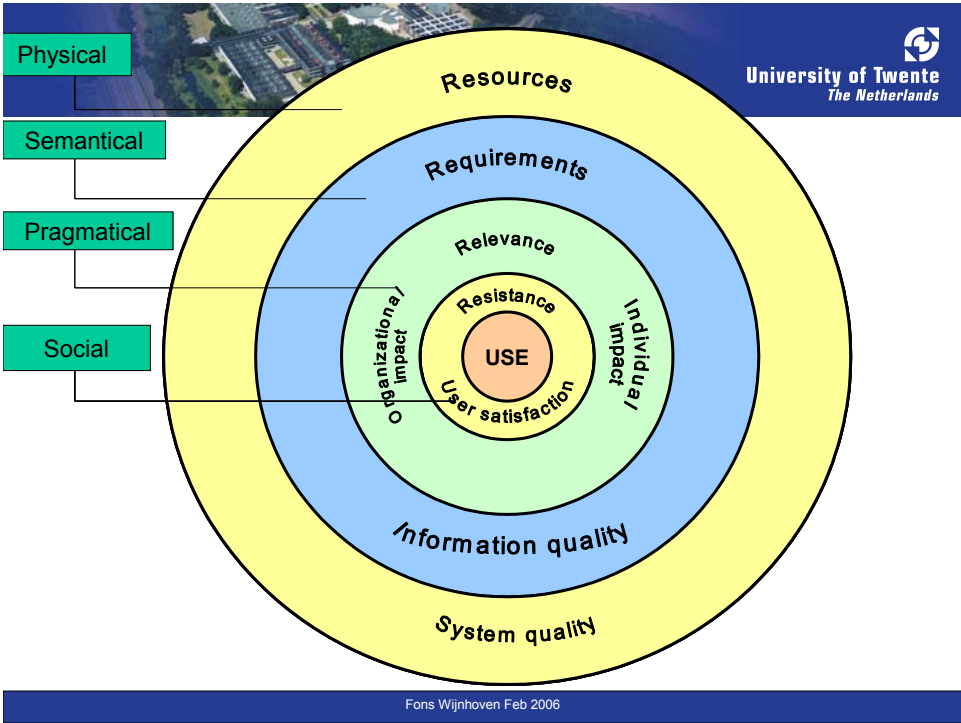 Physical
University of Twente
The Netherlands
Resources
Semantical
Requirements
Pragmatical
Relevance
Resistance
Organizational
impact
Individual
impact
Social
USE
User satisfaction
Information quality
System quality
Fons Wijnhoven Feb 2006